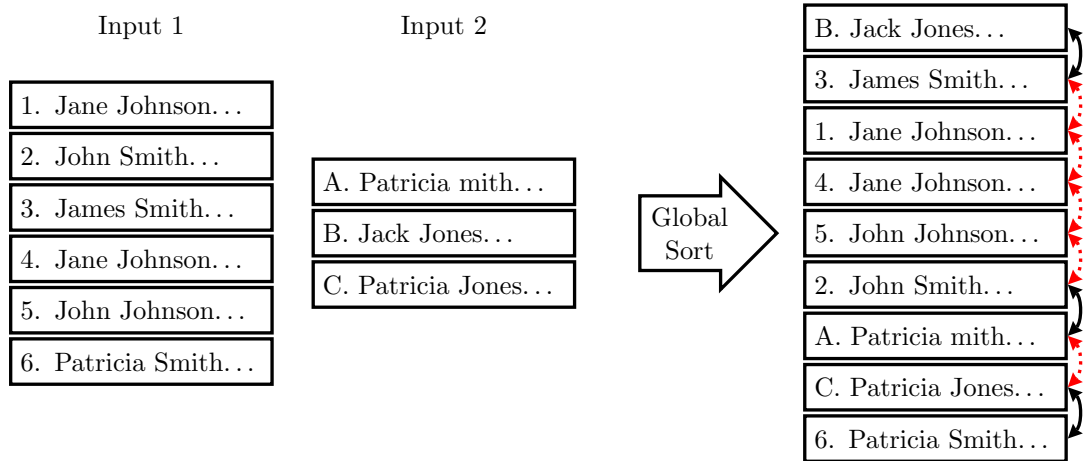 Input 1
1. Jane Johnson...
2. John Smith...
3. James Smith...
4. Jane Johnson...
5. John Johnson...
6. Patricia Smith...
Input 2
A. Patricia mith...
B. Jack Jones...
C. Patricia Jones...
Global
Sort
B. Jack Jones...
3. James Smith...
1. Jane Johnson...
4. Jane Johnson...
5. John Johnson...
2. John Smith...
A. Patricia mith...
C. Patricia Jones...
6. Patricia Smith...